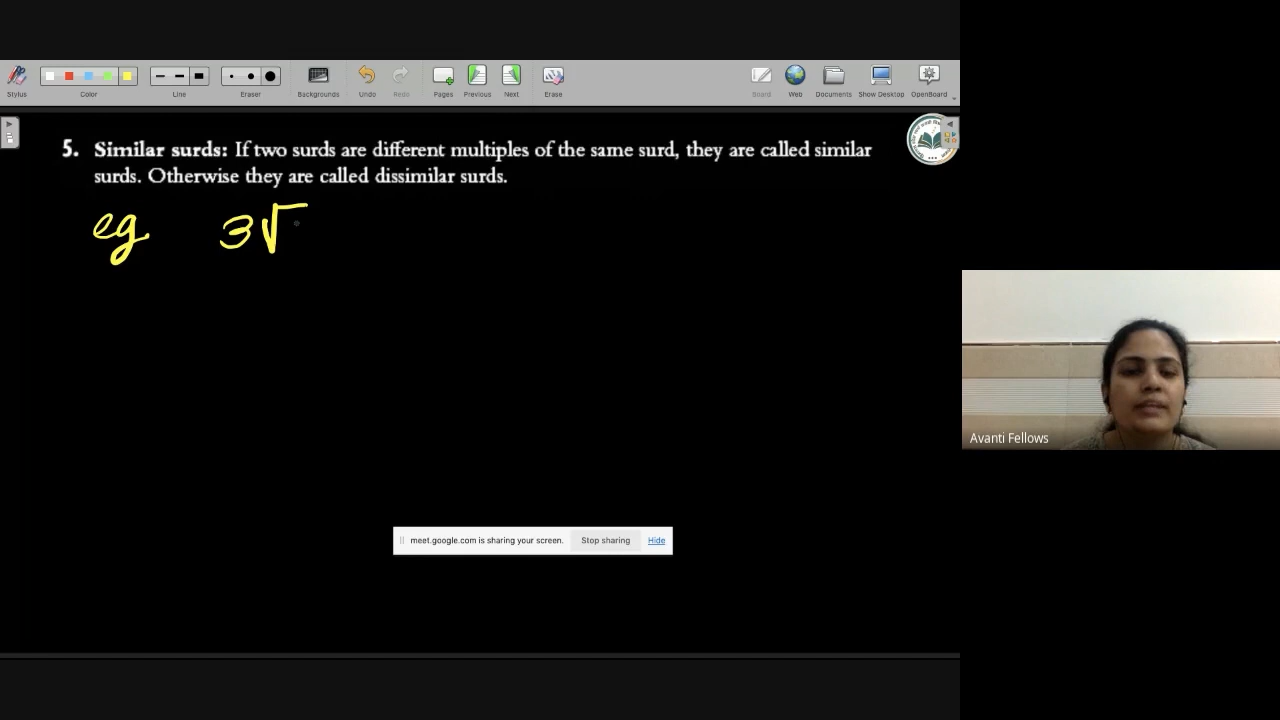 Stylus Color Line Eraser Backgrounds Undo Redo Pages Previous Next Erase Board Web Documents Show Desktop OpenBoard
5. Similar surds: If two surds are different multiples of the same surd, they are called similar
surds. Otherwise they are called dissimilar surds.
eg 3√
Avanti Fellows
meet.google.com is sharing your screen. Stop sharing Hide